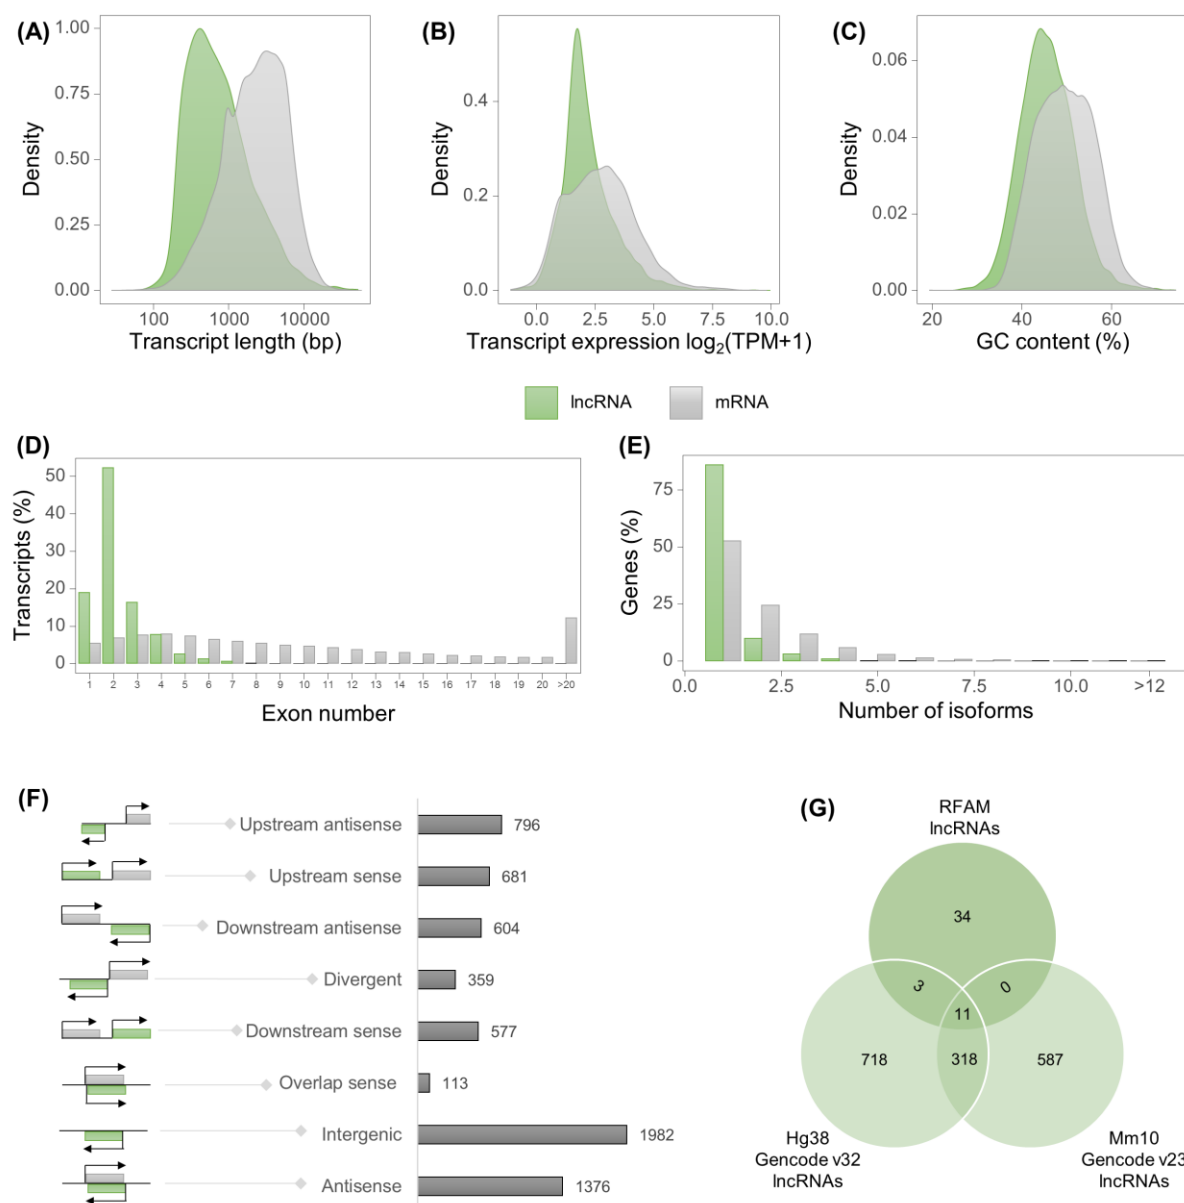 (A)
1.00
0.75
0.50
0.25
0.00
Density
100
1000
10000
Transcript length (bp)
(B)
0.4
0.2
0.0
Density
0.0
2.5
5.0
7.5
10.0
Transcript expression log2(TPM+1)
(C)
0.06
0.04
0.02
0.00
Density
20
40
60
GC content (%)
lncRNA
mRNA
(D)
50
40
30
20
10
0
Transcripts (%)
1
2
3
4
5
6
7
8
9
10
11
12
13
14
15
16
17
18
19
20
>20
Exon number
(E)
75
50
25
0
Genes (%)
0.0
2.5
5.0
7.5
10.0
>12
Number of isoforms
(F)
Upstream antisense 796
Upstream sense 681
Downstream antisense 604
Divergent 359
Downstream sense 577
Overlap sense 113
Intergenic 1982
Antisense 1376
(G)
RFAM
lncRNAs
34
3
0
11
718
318
587
Hg38
Gencode v32
lncRNAs
Mm10
Gencode v23
lncRNAs